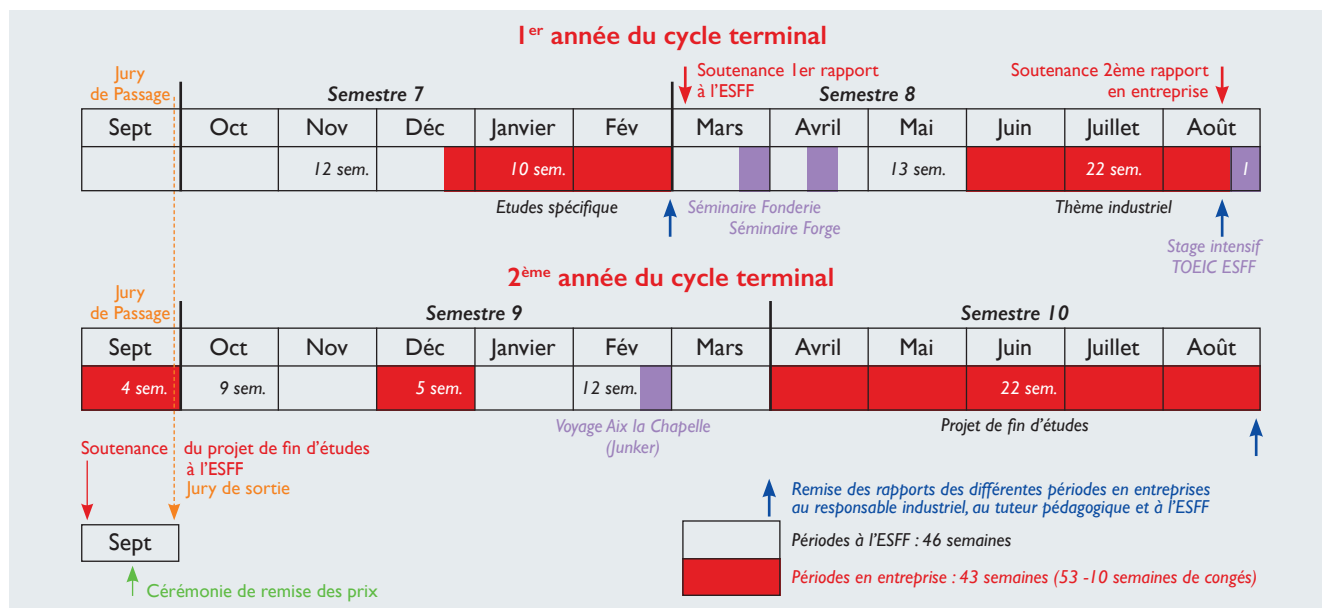 1er année du cycle terminal
Jury
de Passage
Semestre 7
Soutenance 1er rapport
à l'ESFF
Semestre 8
Soutenance 2ème rapport
en entreprise
Sept Oct Nov Déc Janvier Fév Mars Avril Mai Juin Juillet Août
12 sem. 10 sem. 13 sem. 22 sem. 1
Etudes spécifique
Séminaire Fonderie
Séminaire Forge
Thème industriel
Stage intensif
TOEIC ESFF
2ème année du cycle terminal
Jury
de Passage
Semestre 9
Semestre 10
Sept Oct Nov Déc Janvier Fév Mars Avril Mai Juin Juillet Août
4 sem. 9 sem. 5 sem. 12 sem. 22 sem.
Voyage Aix la Chapelle
(Junker)
Projet de fin d'études
Soutenance du projet de fin d'études
à l'ESFF
Jury de sortie
Sept
Cérémonie de remise des prix
Remise des rapports des différentes périodes en entreprises
au responsable industriel, au tuteur pédagogique et à l'ESFF
Périodes à l'ESFF : 46 semaines
Périodes en entreprise : 43 semaines (53 -10 semaines de congés)